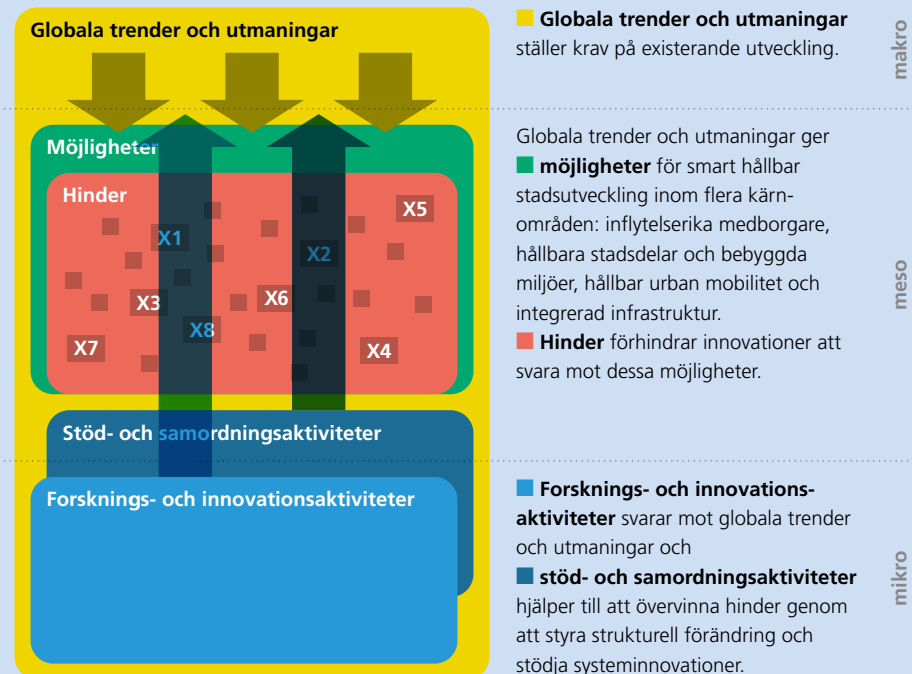 Globala trender och utmaningar
Möjligheter
Hinder
X5
X1
X2
X3
X6
X8
X7
X4
Stöd- och samordningsaktiviteter
Forsknings- och innovationsaktiviteter
Globala trender och utmaningar
ställer krav på existerande utveckling.
makro
Globala trender och utmaningar ger
möjligheter för smart hållbar
stadsutveckling inom flera kärn-
områden: inflytelserika medborgare,
hållbara stadsdelar och bebyggda
miljöer, hållbar urban mobilitet och
integrerad infrastruktur.
Hinder förhindrar innovationer att
svara mot dessa möjligheter.
meso
Forsknings- och innovations-
aktiviteter svarar mot globala trender
och utmaningar och
stöd- och samordningsaktiviteter
hjälper till att övervinna hinder genom
att styra strukturell förändring och
stödja systeminnovationer.
mikro